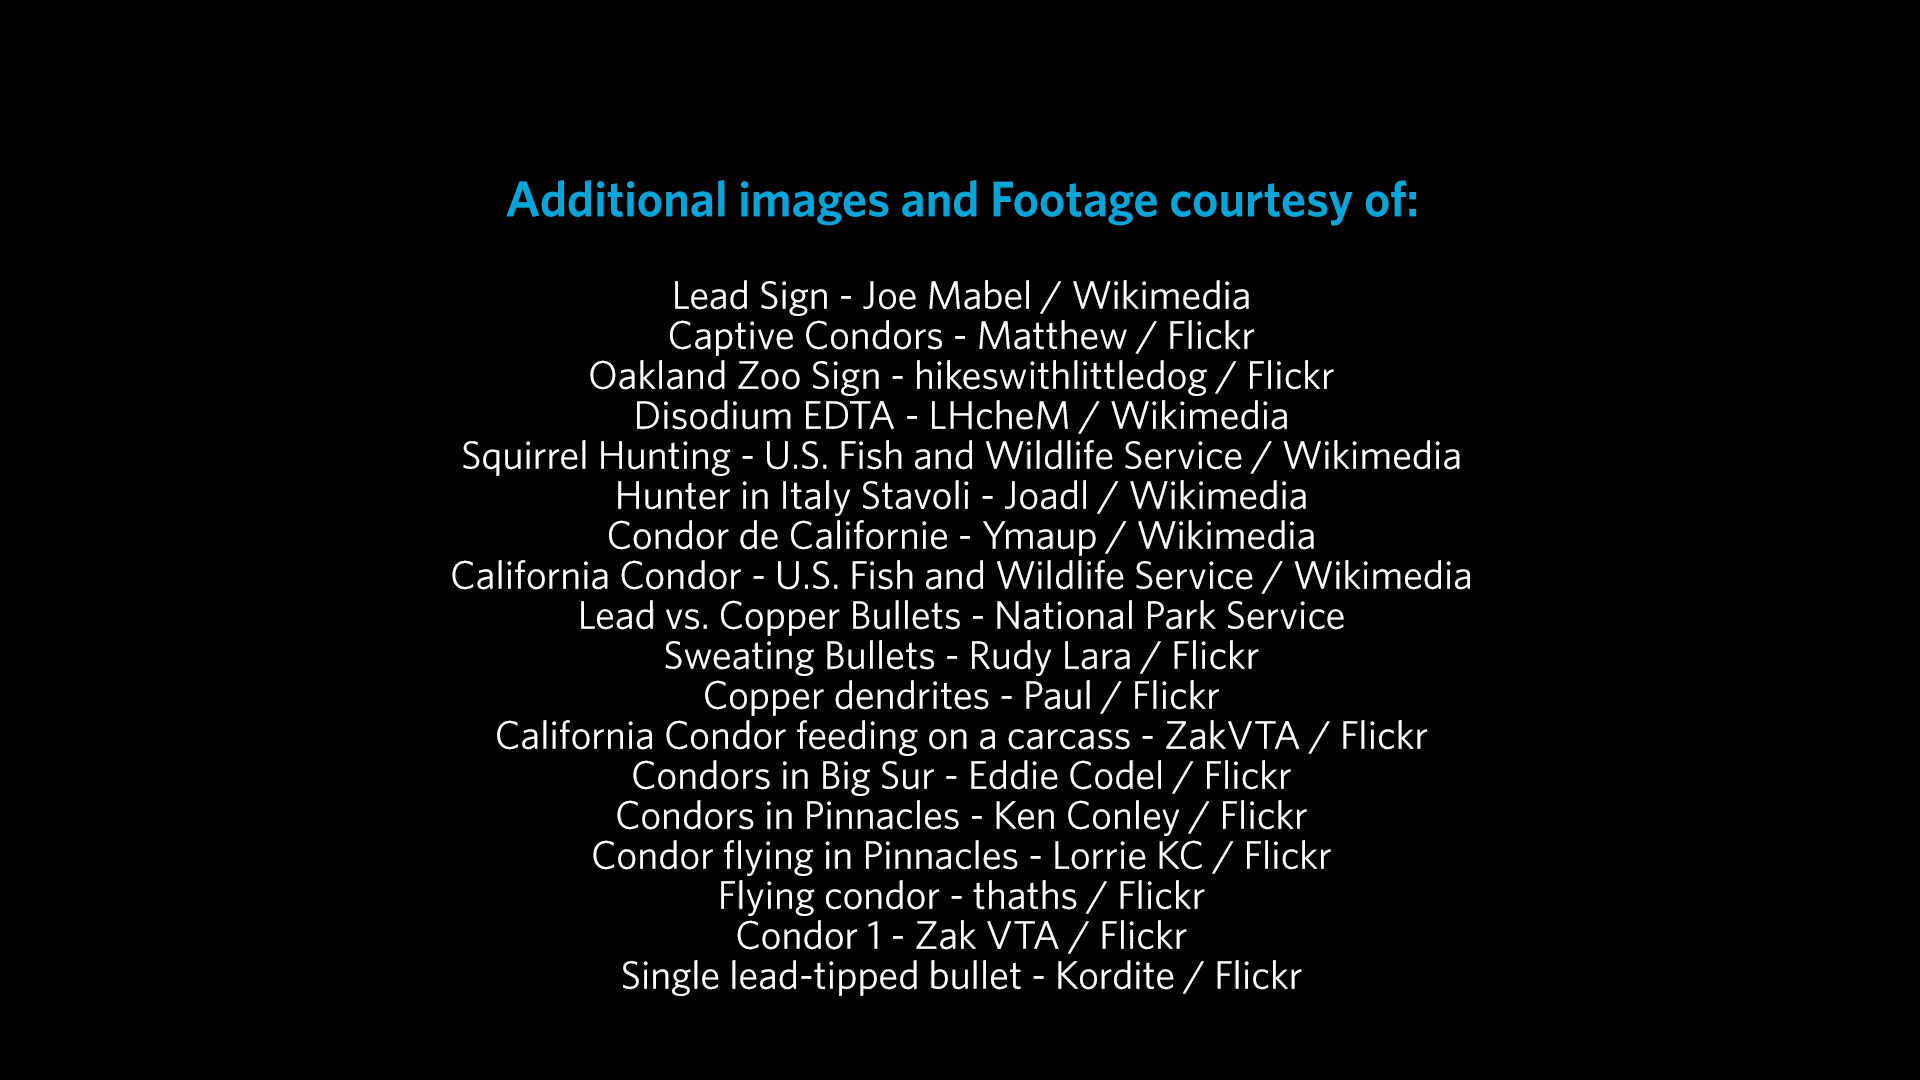 Additional images and Footage courtesy of:
Lead Sign - Joe Mabel / Wikimedia
Captive Condors - Matthew / Flickr
Oakland Zoo Sign - hikeswithlittledog / Flickr
Disodium EDTA - LHcheM / Wikimedia
Squirrel Hunting - U.S. Fish and Wildlife Service / Wikimedia
Hunter in Italy Stavoli - Joadl / Wikimedia
Condor de Californie - Ymaup / Wikimedia
California Condor - U.S. Fish and Wildlife Service / Wikimedia
Lead vs. Copper Bullets - National Park Service
Sweating Bullets - Rudy Lara / Flickr
Copper dendrites - Paul / Flickr
California Condor feeding on a carcass - ZakVTA / Flickr
Condors in Big Sur - Eddie Codel / Flickr
Condors in Pinnacles - Ken Conley / Flickr
Condor flying in Pinnacles - Lorrie KC / Flickr
Flying condor - thaths / Flickr
Condor 1 - Zak VTA / Flickr
Single lead-tipped bullet - Kordite / Flickr